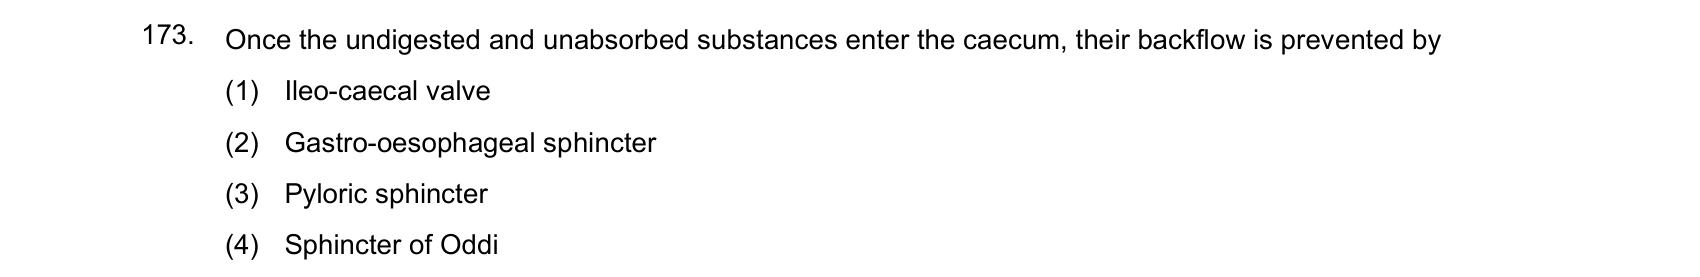 173. Once the undigested and unabsorbed substances enter the caecum, their backflow is prevented by
(1) Ileo-caecal valve
(2) Gastro-oesophageal sphincter
(3) Pyloric sphincter
(4) Sphincter of Oddi